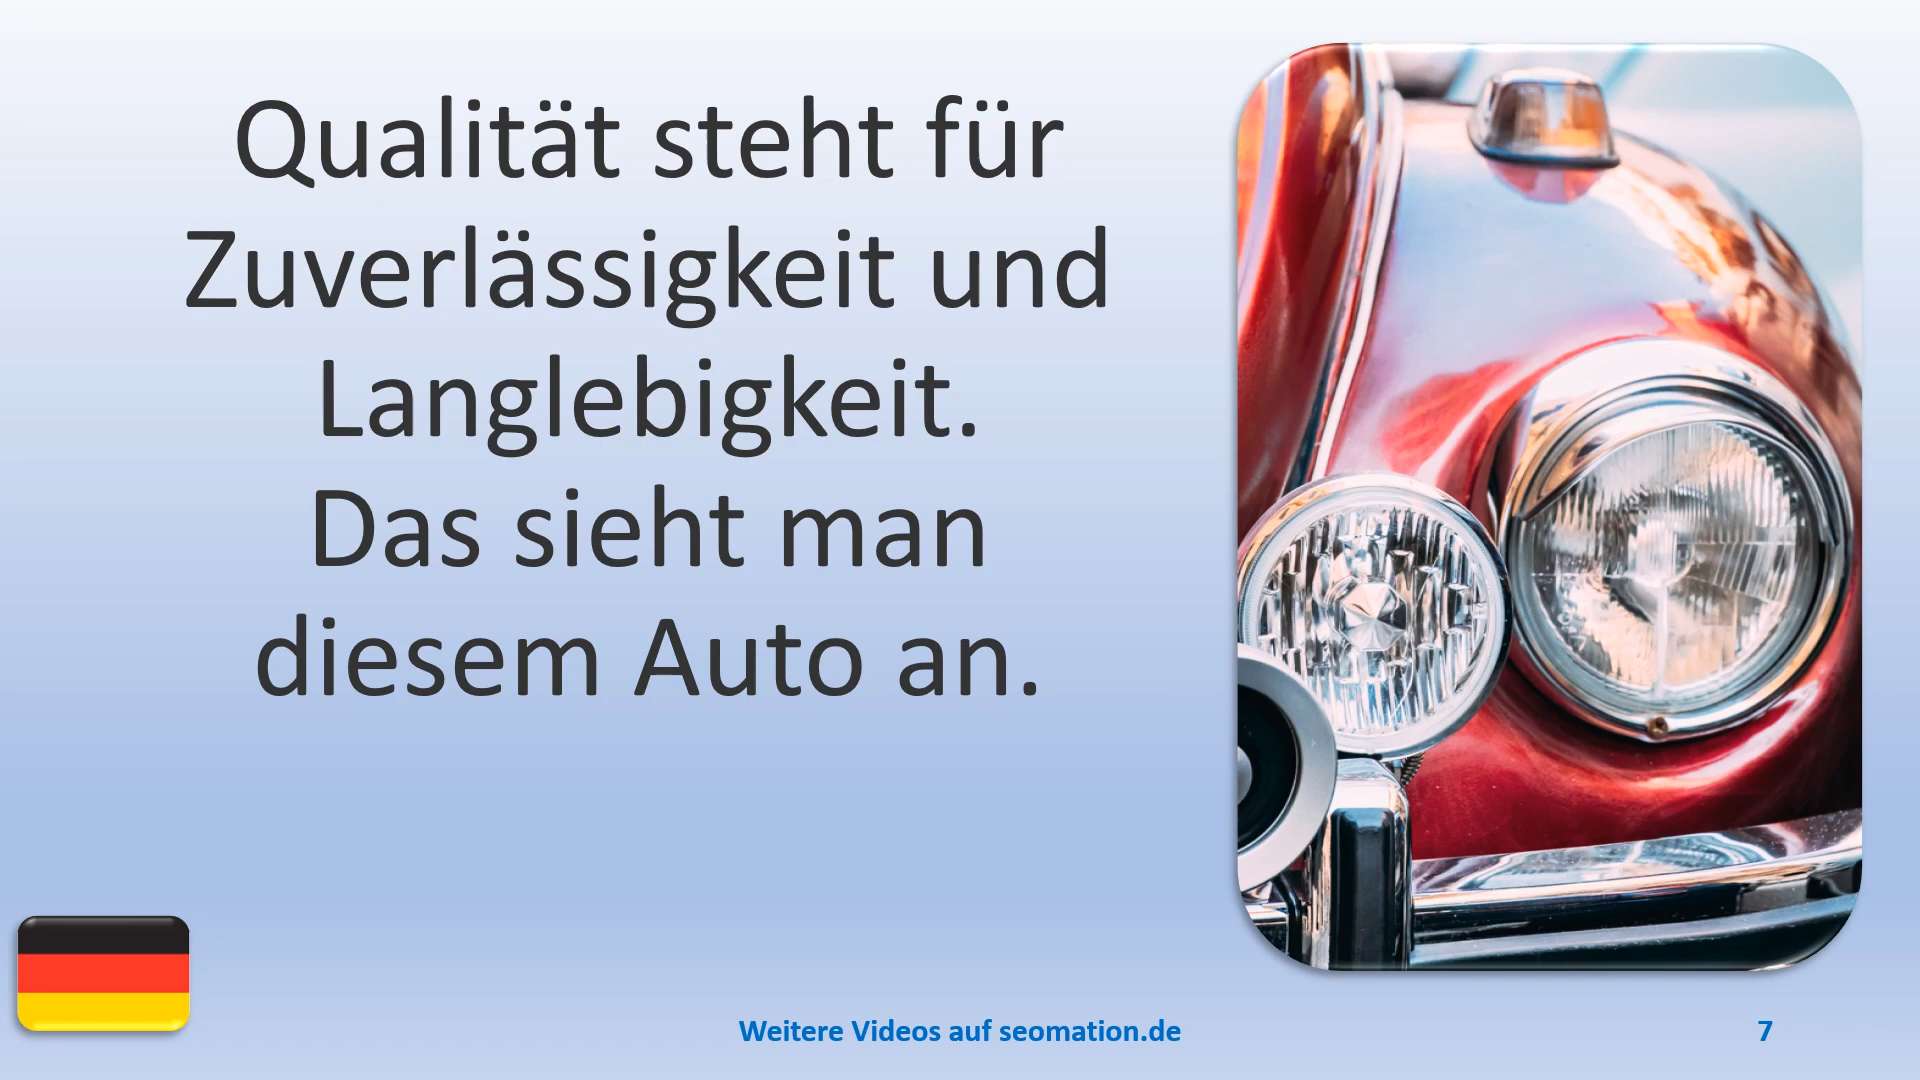 Qualität steht für
Zuverlässigkeit und
Langlebigkeit.
Das sieht man
diesem Auto an.
Weitere Videos auf seomation.de
7